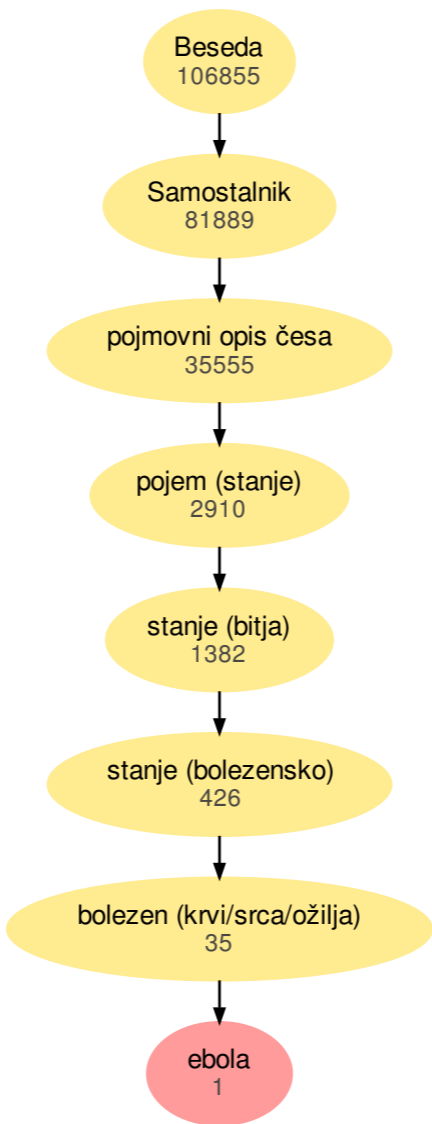 Beseda
106855
Samostalnik
81889
pojmovni opis česa
35555
pojem (stanje)
2910
stanje (bitja)
1382
stanje (bolezensko)
426
bolezen (krvi/srca/ožilja)
35
ebola
1